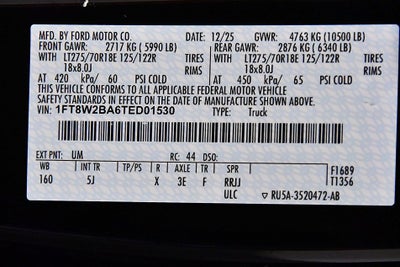 MFD. BY FORD MOTOR CO. 12/25 GVWR: 4763 KG (10500 LB)
FRONT GAWR: 2717 KG ( 5990 LB) REAR GAWR: 2876 KG ( 6340 LB)
LT275/70R18E 125/122R TIRES LT275/70R18E 125/122R TIRES
18x8.0J RIMS 18x8.0J RIMS
AT 420 kPa/ 60 PSI COLD AT 450 kPa/ 65 PSI COLD
THIS VEHICLE CONFORMS TO ALL APPLICABLE FEDERAL MOTOR VEHICLE
SAFETY STANDARDS IN EFFECT ON THE DATE OF MANUFACTURE SHOWN ABOVE.
VIN: 1FT8W2BA6TED01530 TYPE: Truck
EXT PNT: UM RC: 44 DSO:
WB INT TR TP/PS R AXLE TR SPR F1689
160 5J X 3E F RRJJ T1356
ULC RU5A-3520472-AB